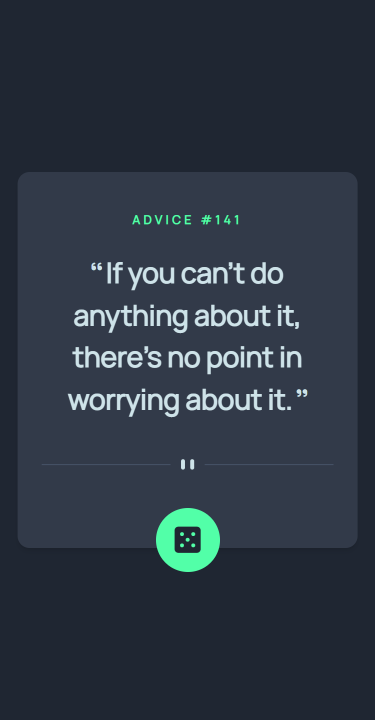 ADVICE #141
“If you can’t do
anything about it,
there’s no point in
worrying about it.”